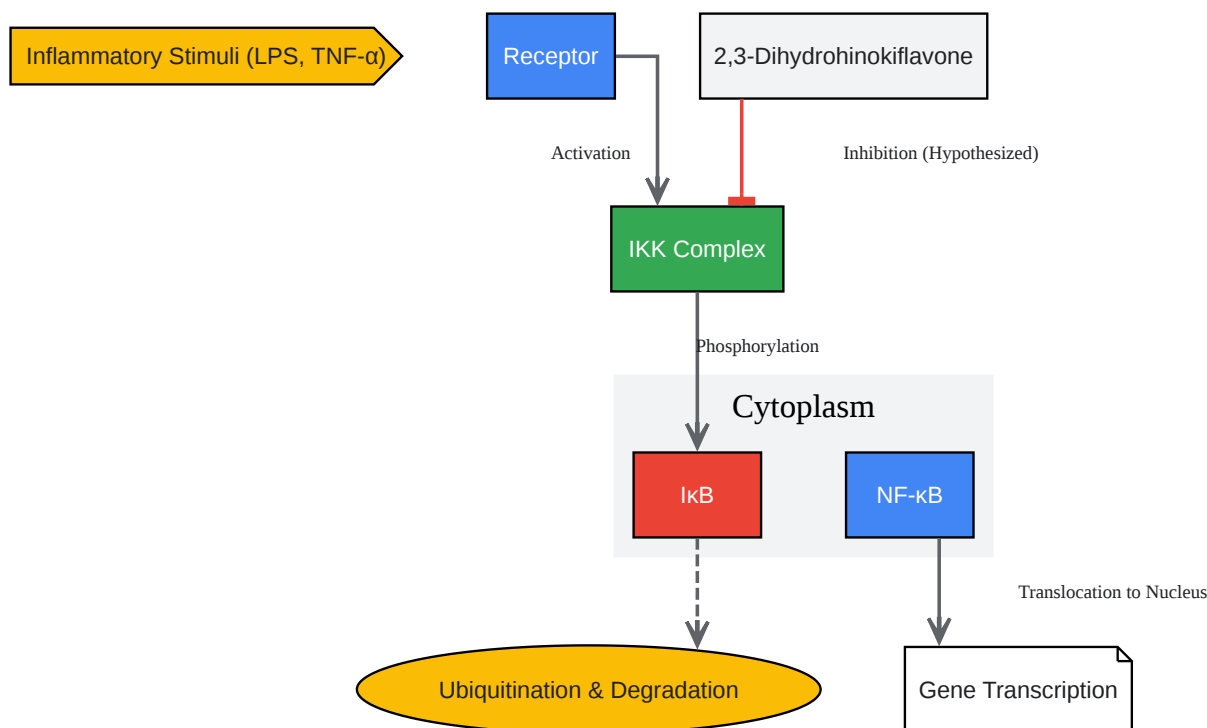 Inflammatory Stimuli (LPS, TNF-α)
Receptor
2,3-Dihydrohinokiflavone
Activation
Inhibition (Hypothesized)
IKK Complex
Phosphorylation
Cytoplasm
IκB
NF-κB
Translocation to Nucleus
Ubiquitination & Degradation
Gene Transcription